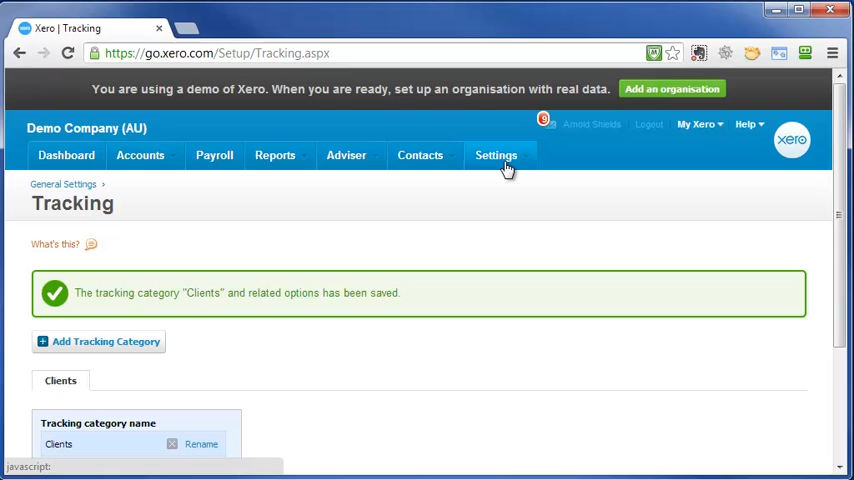 Xero | Tracking
https://go.xero.com/Setup/Tracking.aspx
You are using a demo of Xero. When you are ready, set up an organisation with real data.
Add an organisation
Demo Company (AU)
9
Arnold Shields
Logout
My Xero
Help
xero
Dashboard
Accounts
Payroll
Reports
Adviser
Contacts
Settings
General Settings ›
Tracking
What's this?
The tracking category "Clients" and related options has been saved.
Add Tracking Category
Clients
Tracking category name
Clients
Rename
javascript: